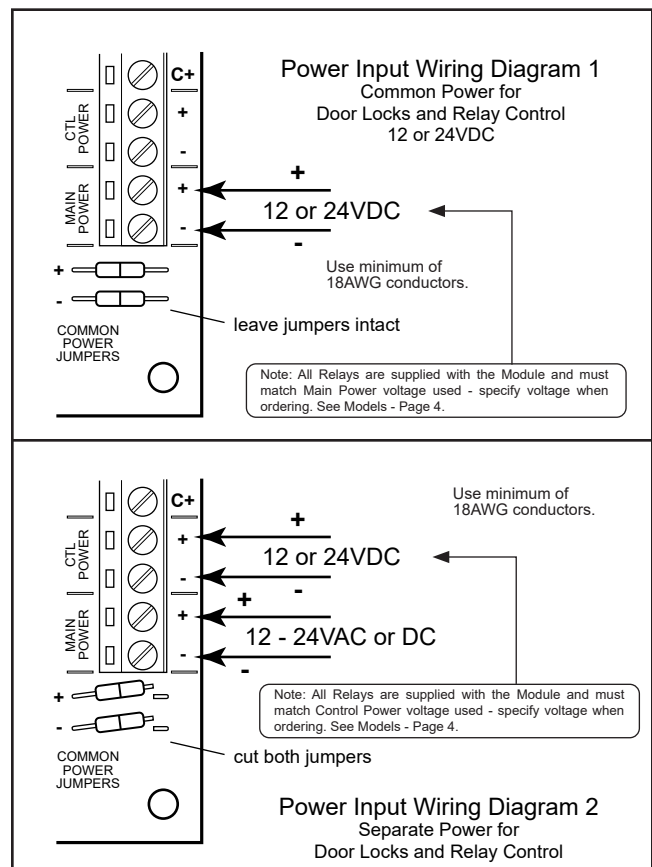 Power Input Wiring Diagram 1
Common Power for
Door Locks and Relay Control
12 or 24VDC
C+
CTL
POWER
+
-
MAIN
POWER
+
-
+
12 or 24VDC
-
Use minimum of
18AWG conductors.
+
-
leave jumpers intact
COMMON
POWER
JUMPERS
Note: All Relays are supplied with the Module and must
match Main Power voltage used - specify voltage when
ordering. See Models - Page 4.
C+
Use minimum of
18AWG conductors.
CTL
POWER
+
-
+
12 or 24VDC
-
MAIN
POWER
+
-
+
12 - 24VAC or DC
-
Note: All Relays are supplied with the Module and must
match Control Power voltage used - specify voltage when
ordering. See Models - Page 4.
+
-
cut both jumpers
COMMON
POWER
JUMPERS
Power Input Wiring Diagram 2
Separate Power for
Door Locks and Relay Control